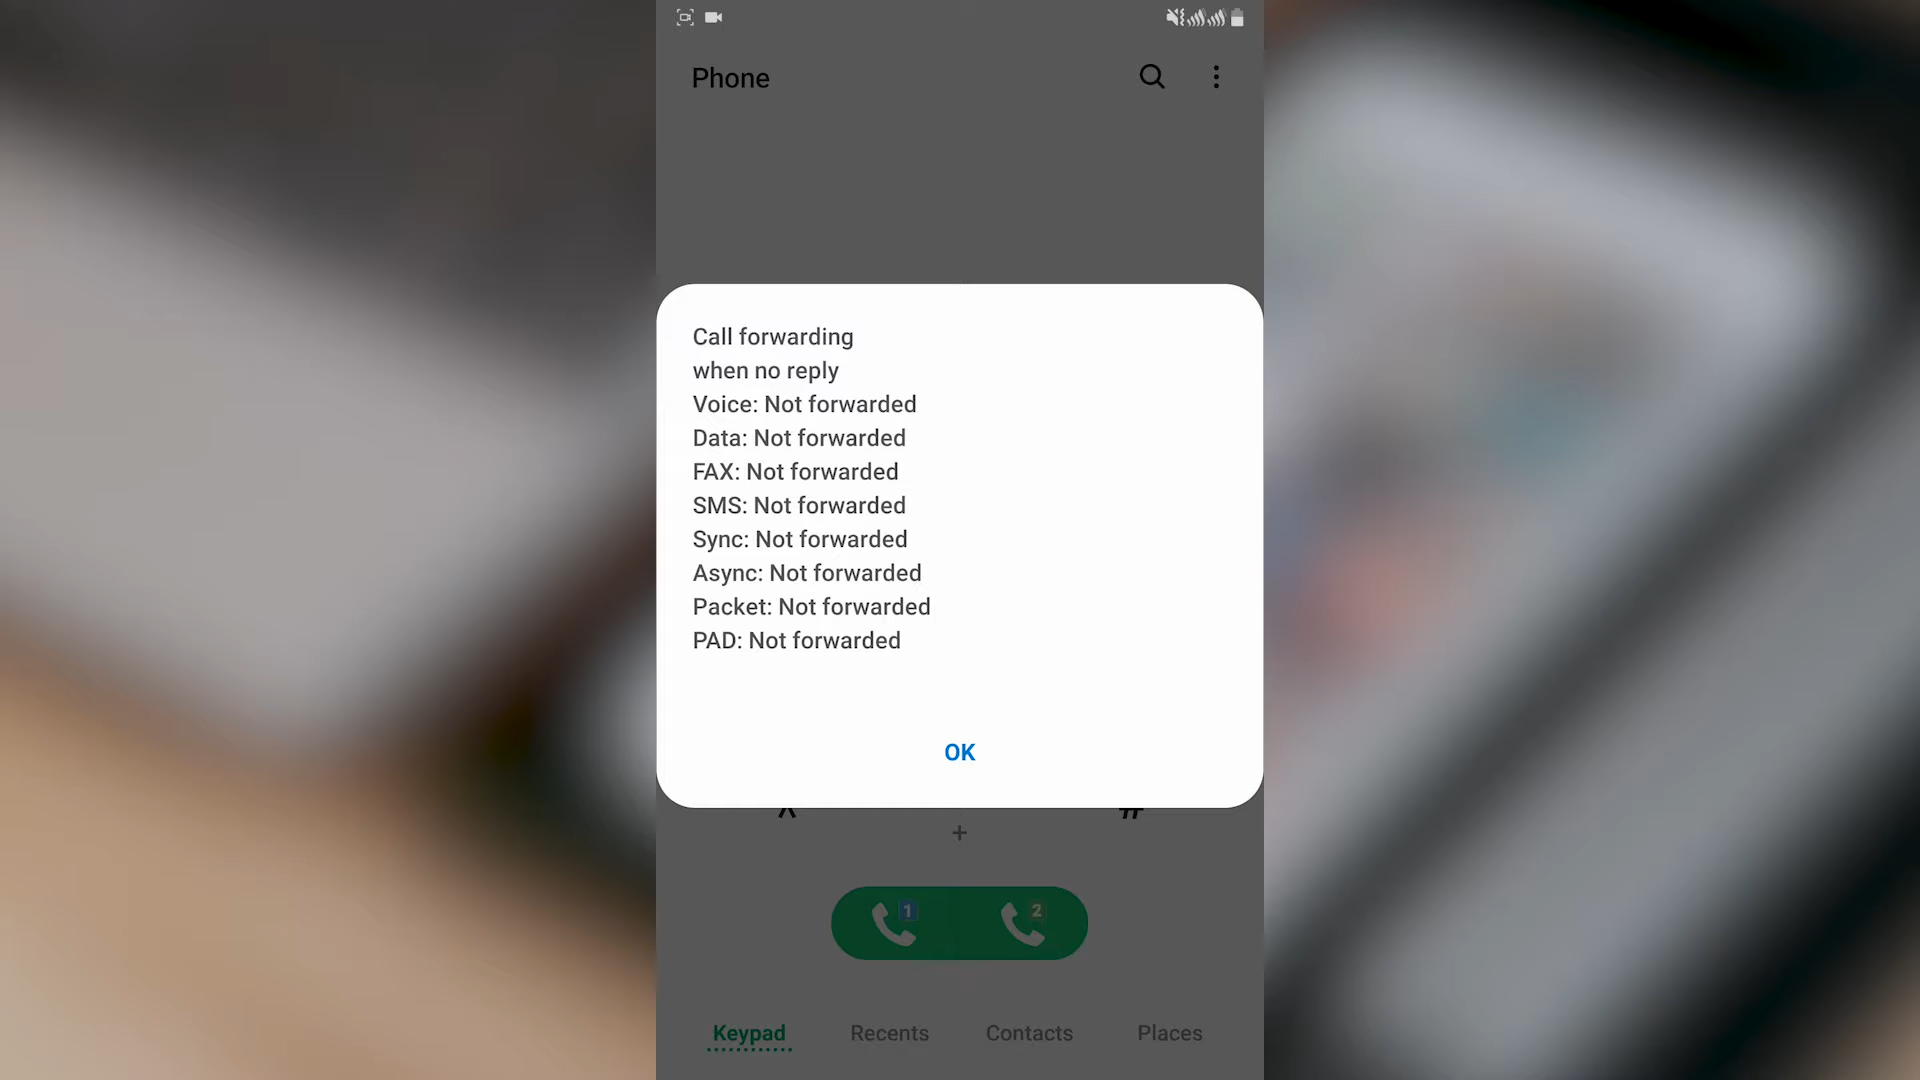 Phone
Call forwarding
when no reply
Voice: Not forwarded
Data: Not forwarded
FAX: Not forwarded
SMS: Not forwarded
Sync: Not forwarded
Async: Not forwarded
Packet: Not forwarded
PAD: Not forwarded
OK
#
+
1 2
Keypad Recents Contacts Places